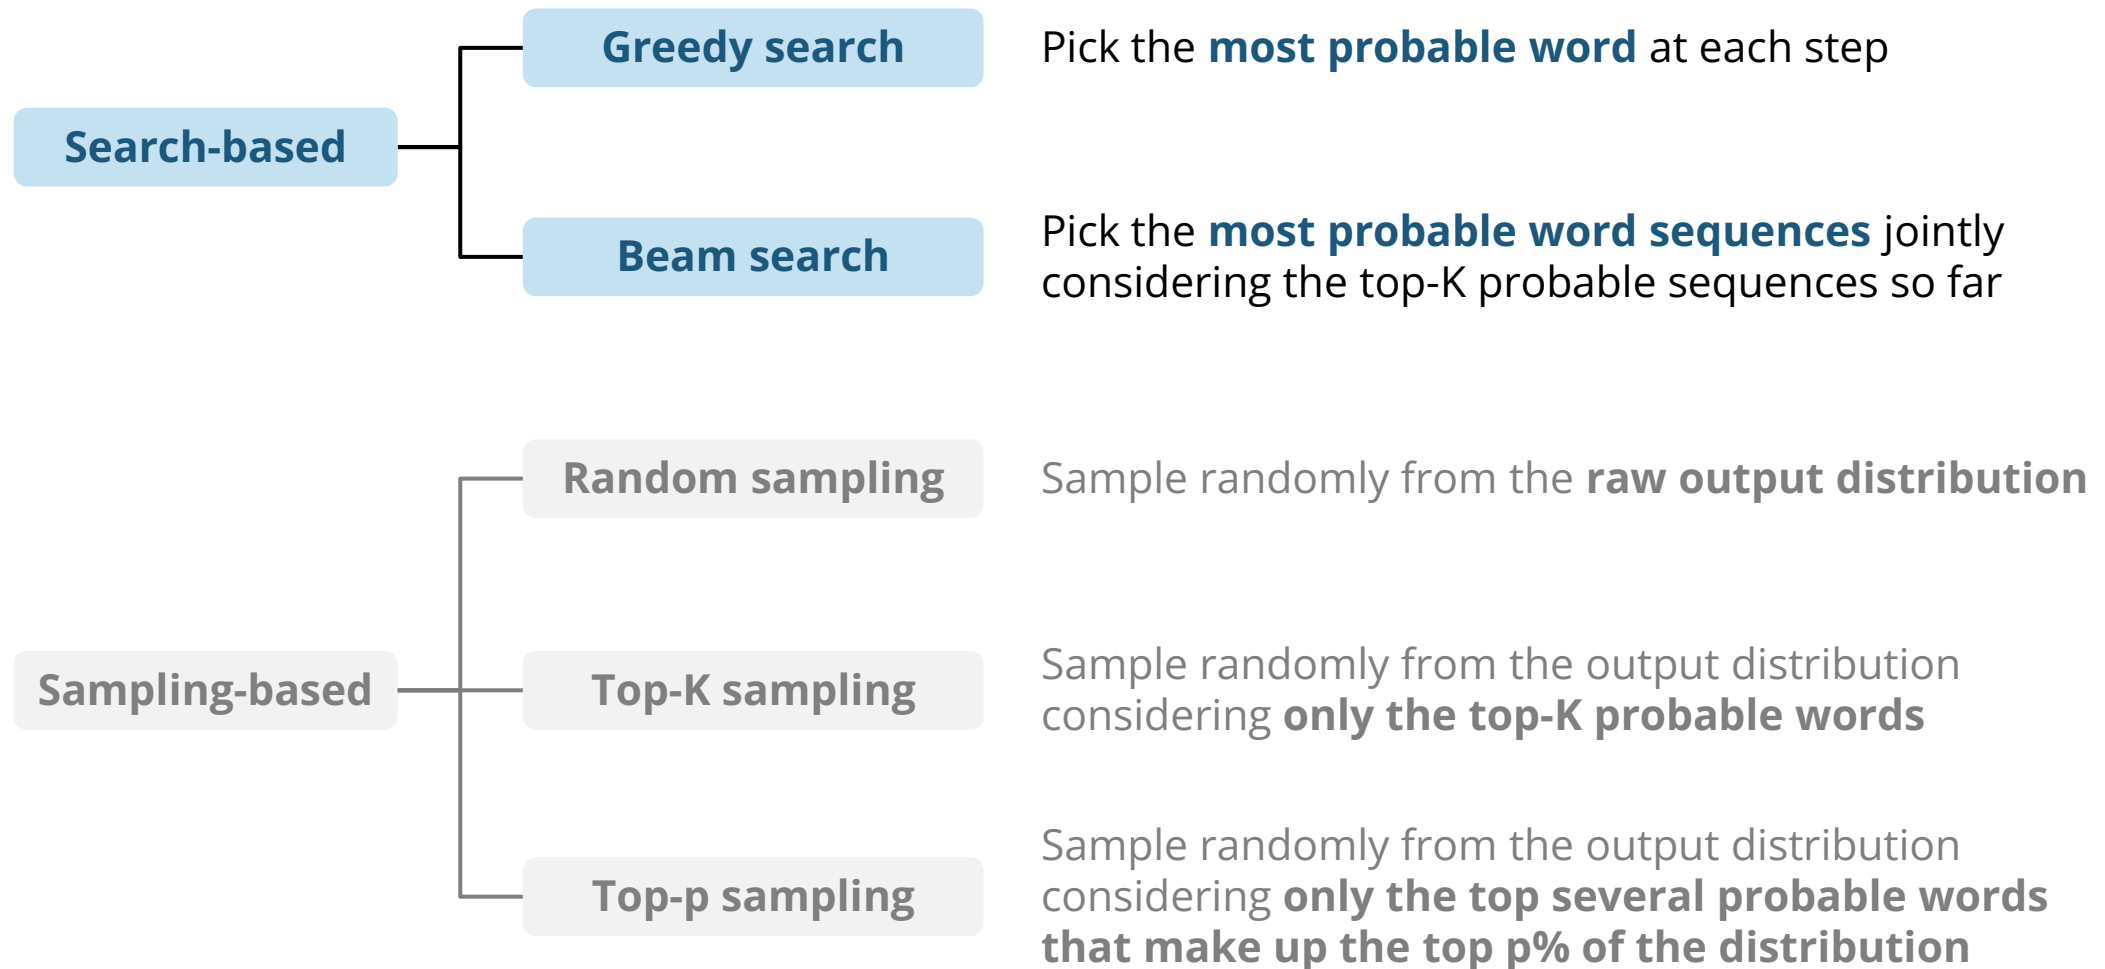 Search-based
Greedy search
Pick the most probable word at each step
Beam search
Pick the most probable word sequences jointly
considering the top-K probable sequences so far
Sampling-based
Random sampling
Sample randomly from the raw output distribution
Top-K sampling
Sample randomly from the output distribution
considering only the top-K probable words
Top-p sampling
Sample randomly from the output distribution
considering only the top several probable words
that make up the top p% of the distribution